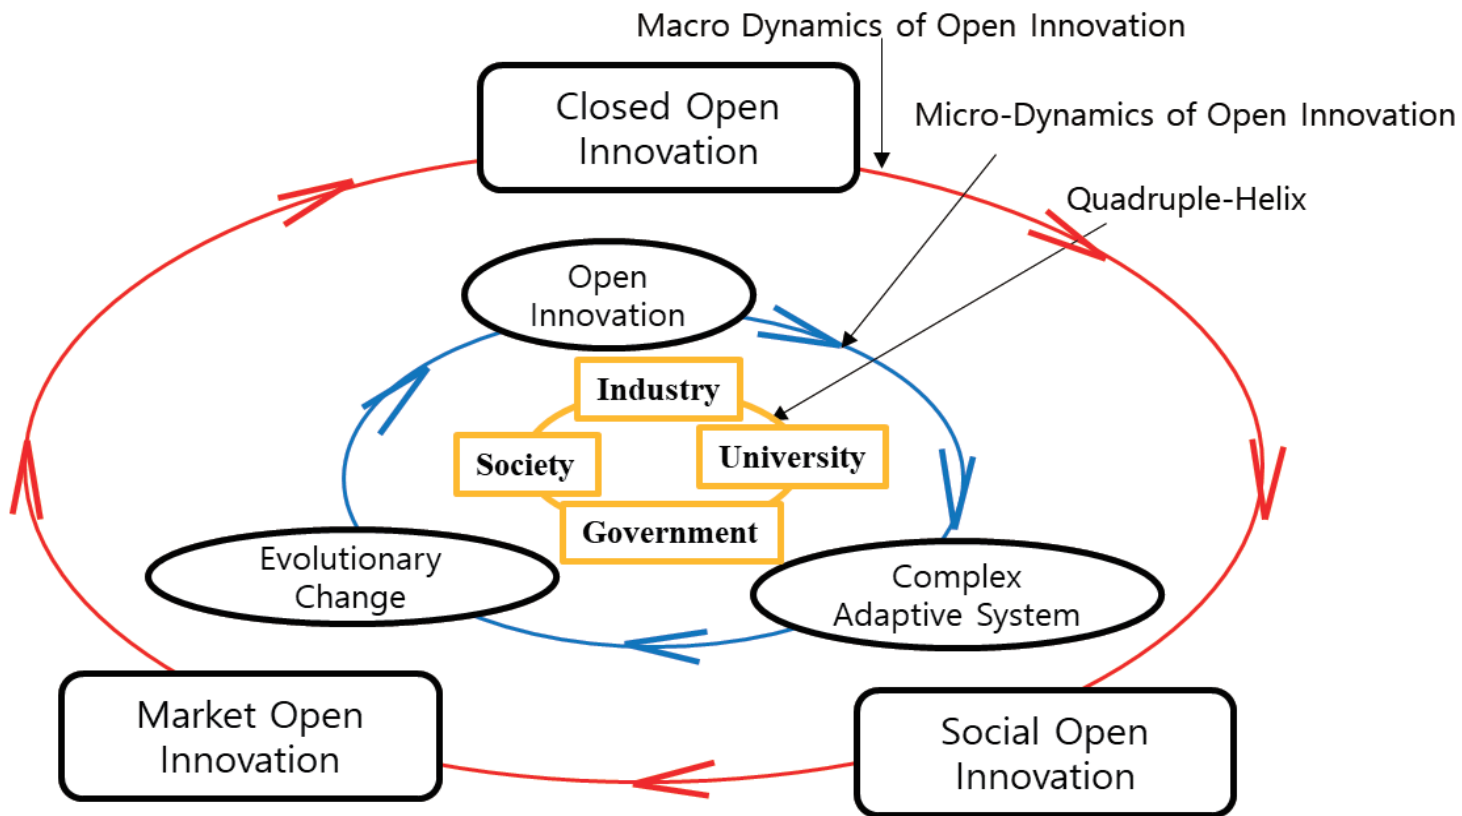 Macro Dynamics of Open Innovation
Closed Open
Innovation
Micro-Dynamics of Open Innovation
Quadruple-Helix
Open
Innovation
Industry
Society
University
Government
Evolutionary
Change
Complex
Adaptive System
Market Open
Innovation
Social Open
Innovation